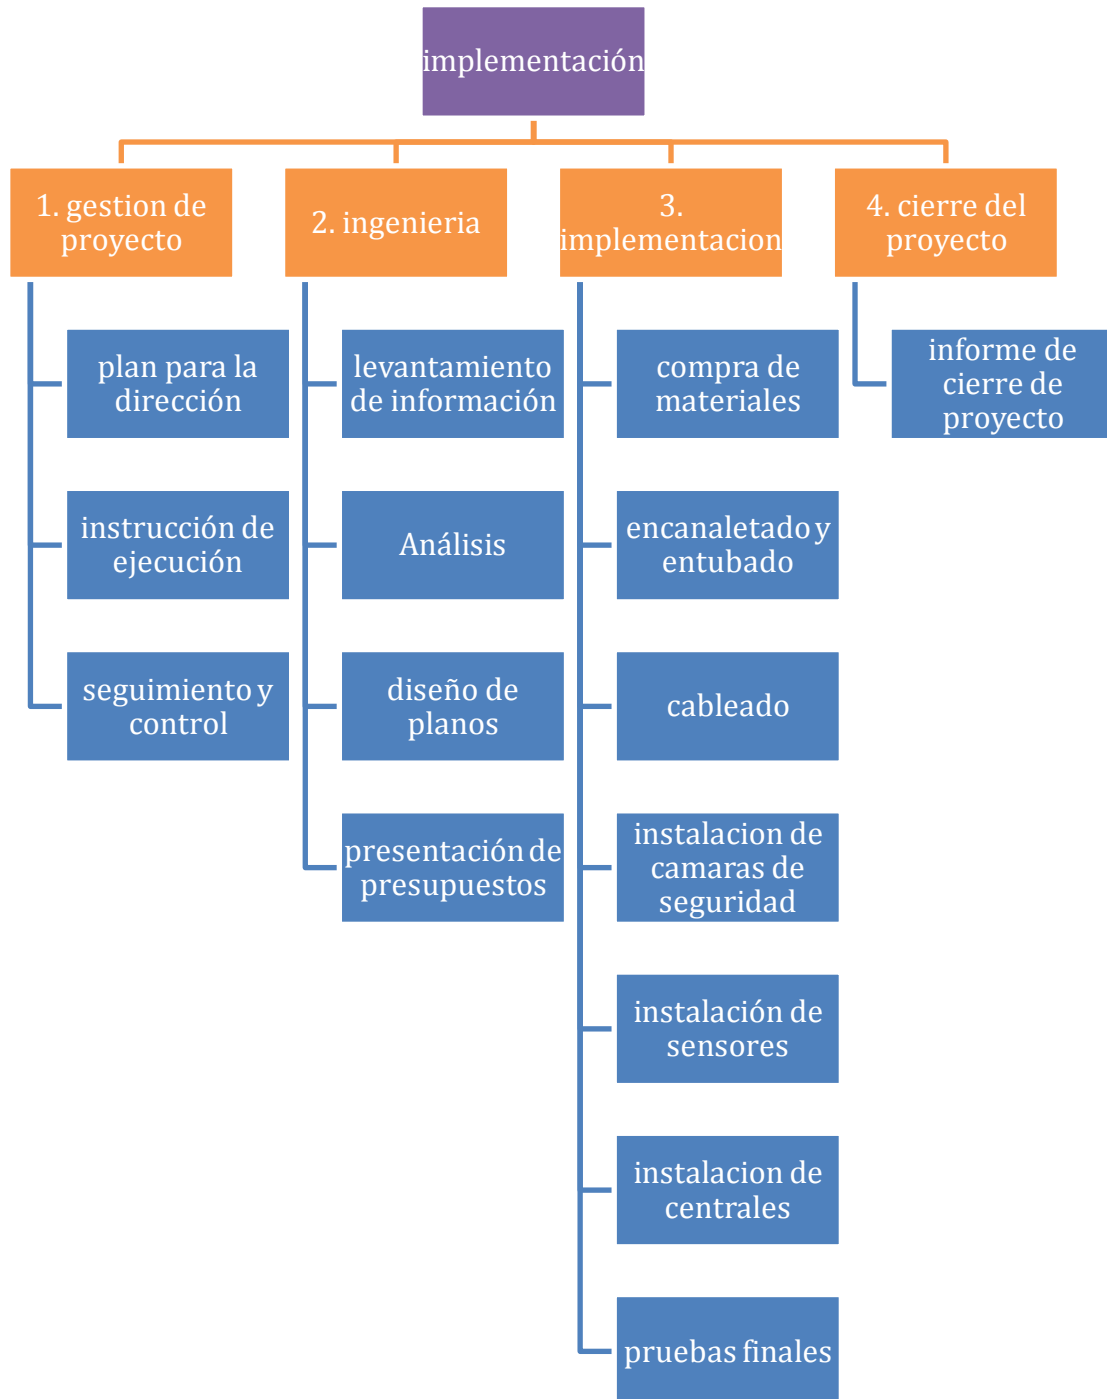 implementación
1. gestion de
proyecto
2. ingenieria
3.
implementacion
4. cierre del
proyecto
plan para la
dirección
instrucción de
ejecución
seguimiento y
control
levantamiento
de información
Análisis
diseño de
planos
presentación de
presupuestos
compra de
materiales
encanaletado y
entubado
cableado
instalacion de
camaras de
seguridad
instalación de
sensores
instalacion de
centrales
pruebas finales
informe de
cierre de
proyecto